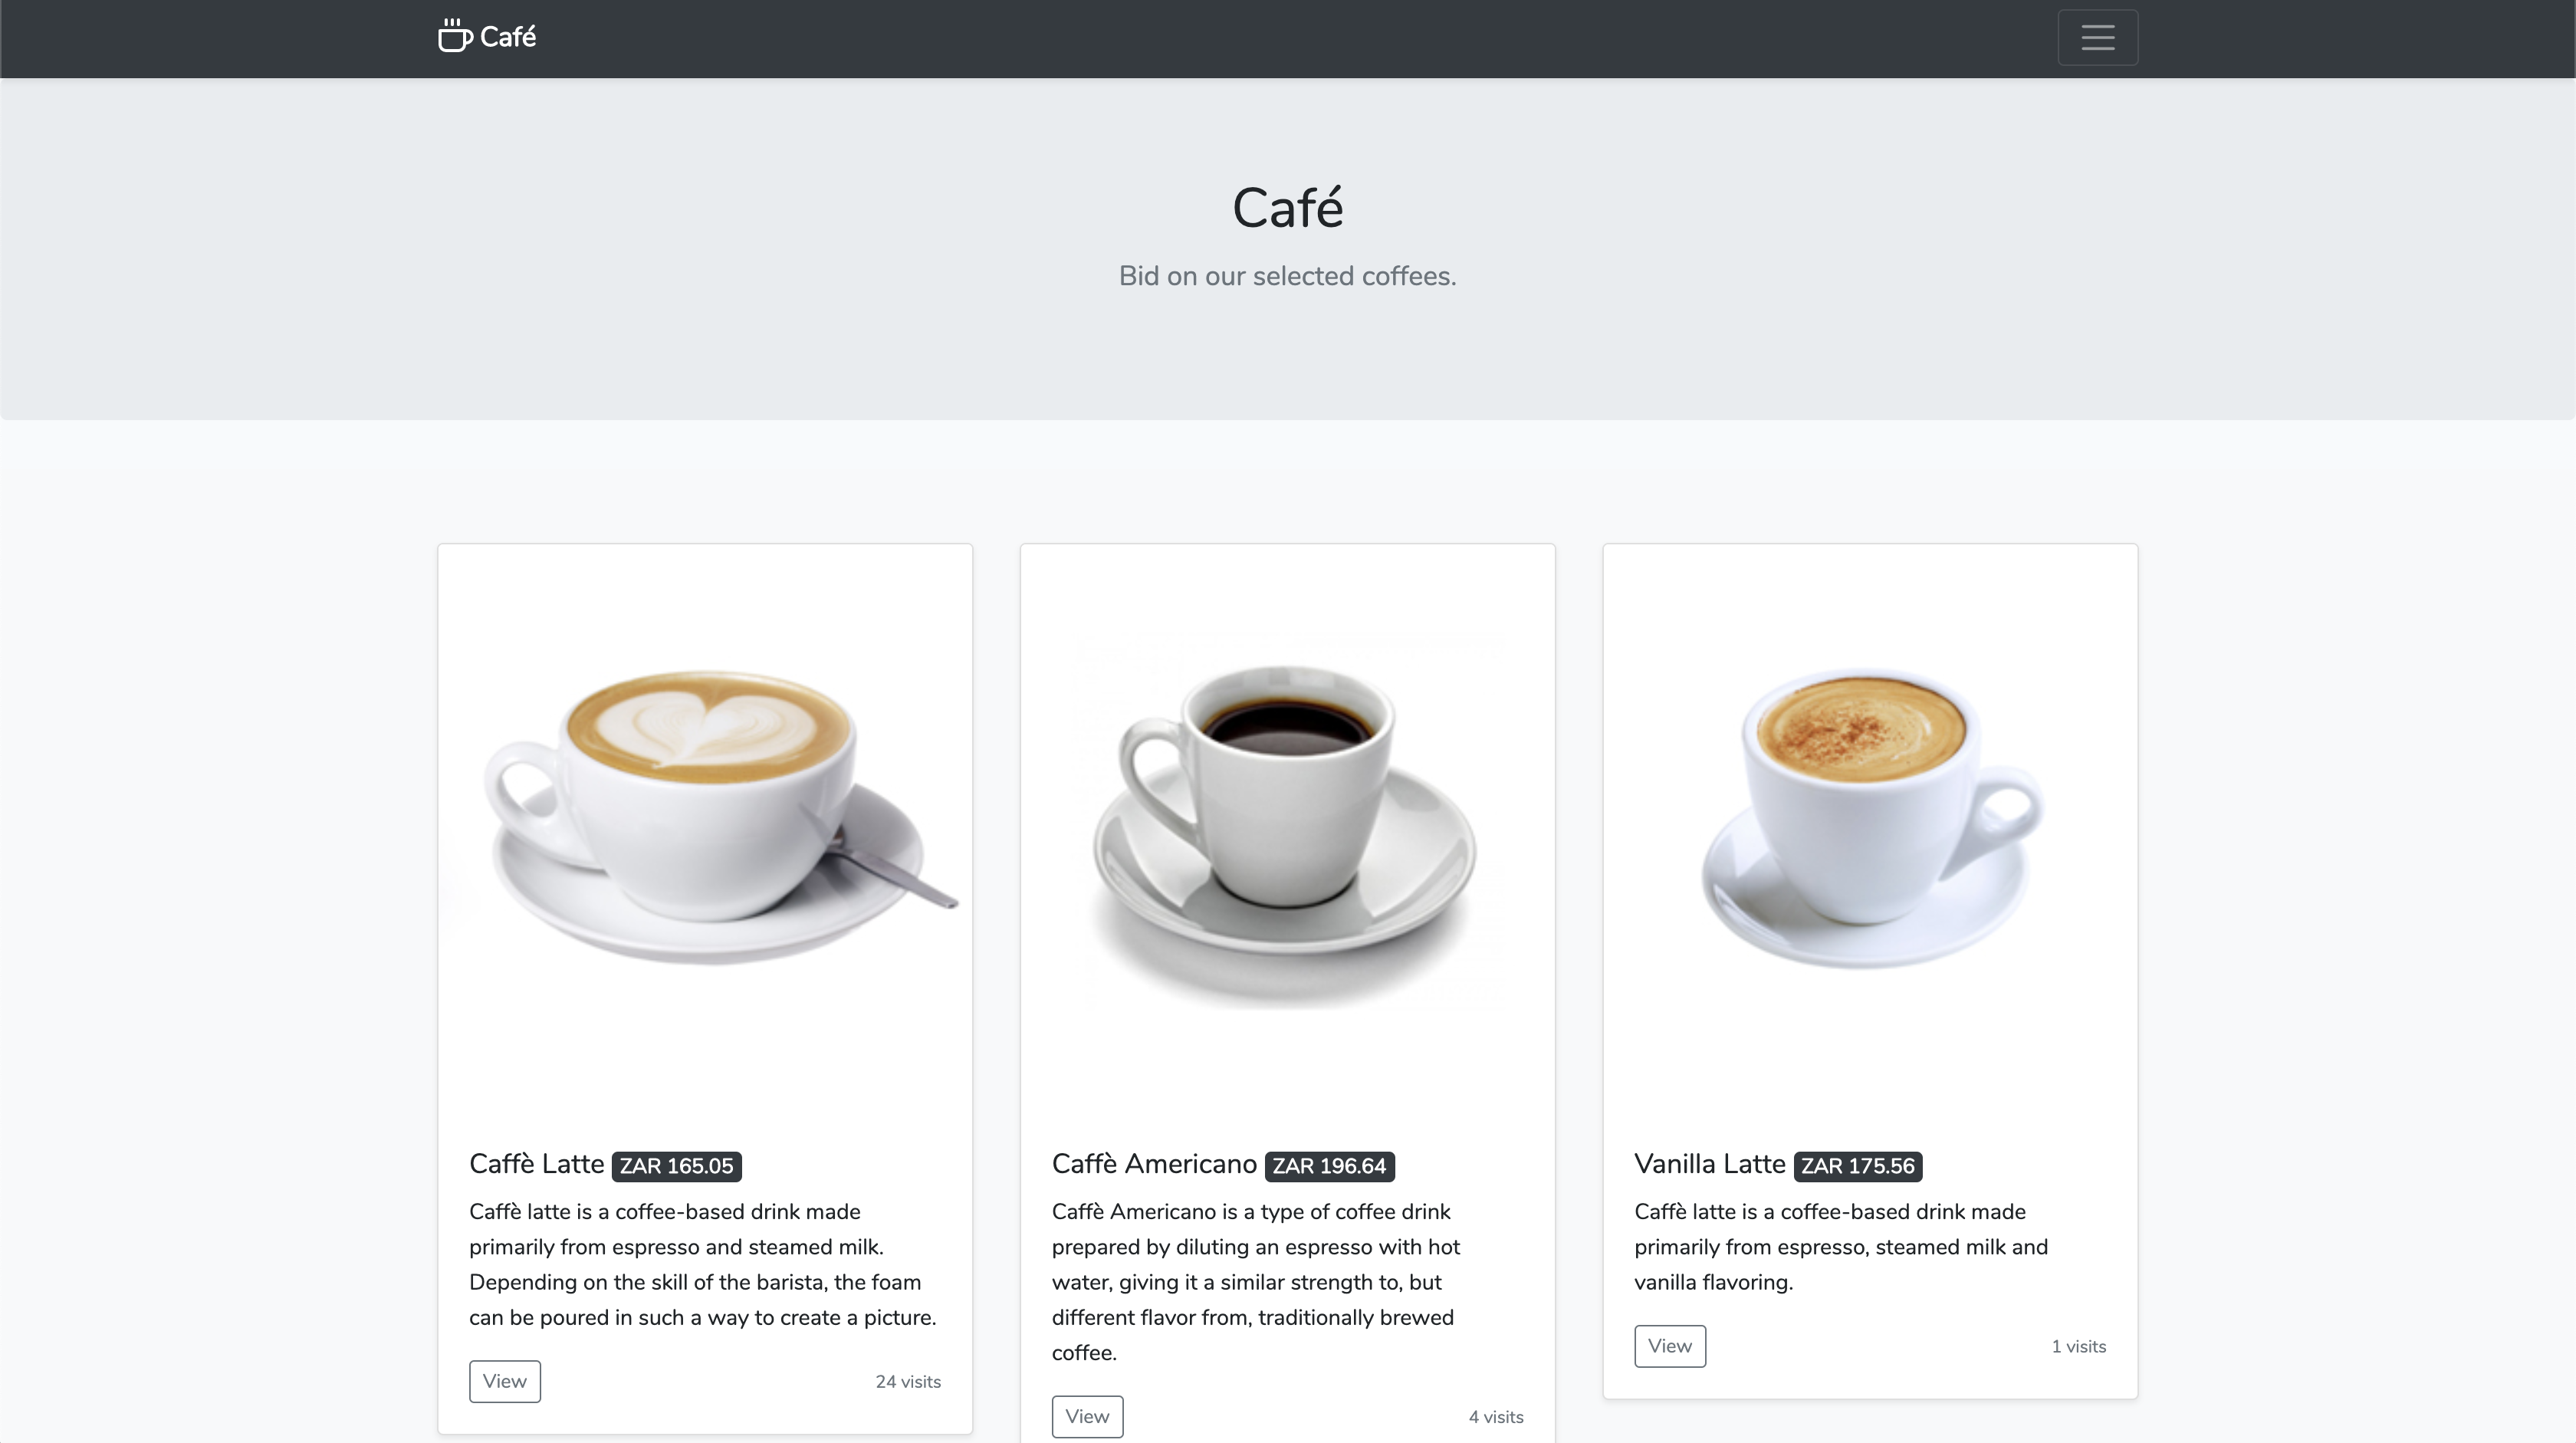 Café
Café
Bid on our selected coffees.
Caffè Latte ZAR 165.05
Caffè latte is a coffee-based drink made
primarily from espresso and steamed milk.
Depending on the skill of the barista, the foam
can be poured in such a way to create a picture.
View 24 visits
Caffè Americano ZAR 196.64
Caffè Americano is a type of coffee drink
prepared by diluting an espresso with hot
water, giving it a similar strength to, but
different flavor from, traditionally brewed
coffee.
View 4 visits
Vanilla Latte ZAR 175.56
Caffè latte is a coffee-based drink made
primarily from espresso, steamed milk and
vanilla flavoring.
View 1 visits